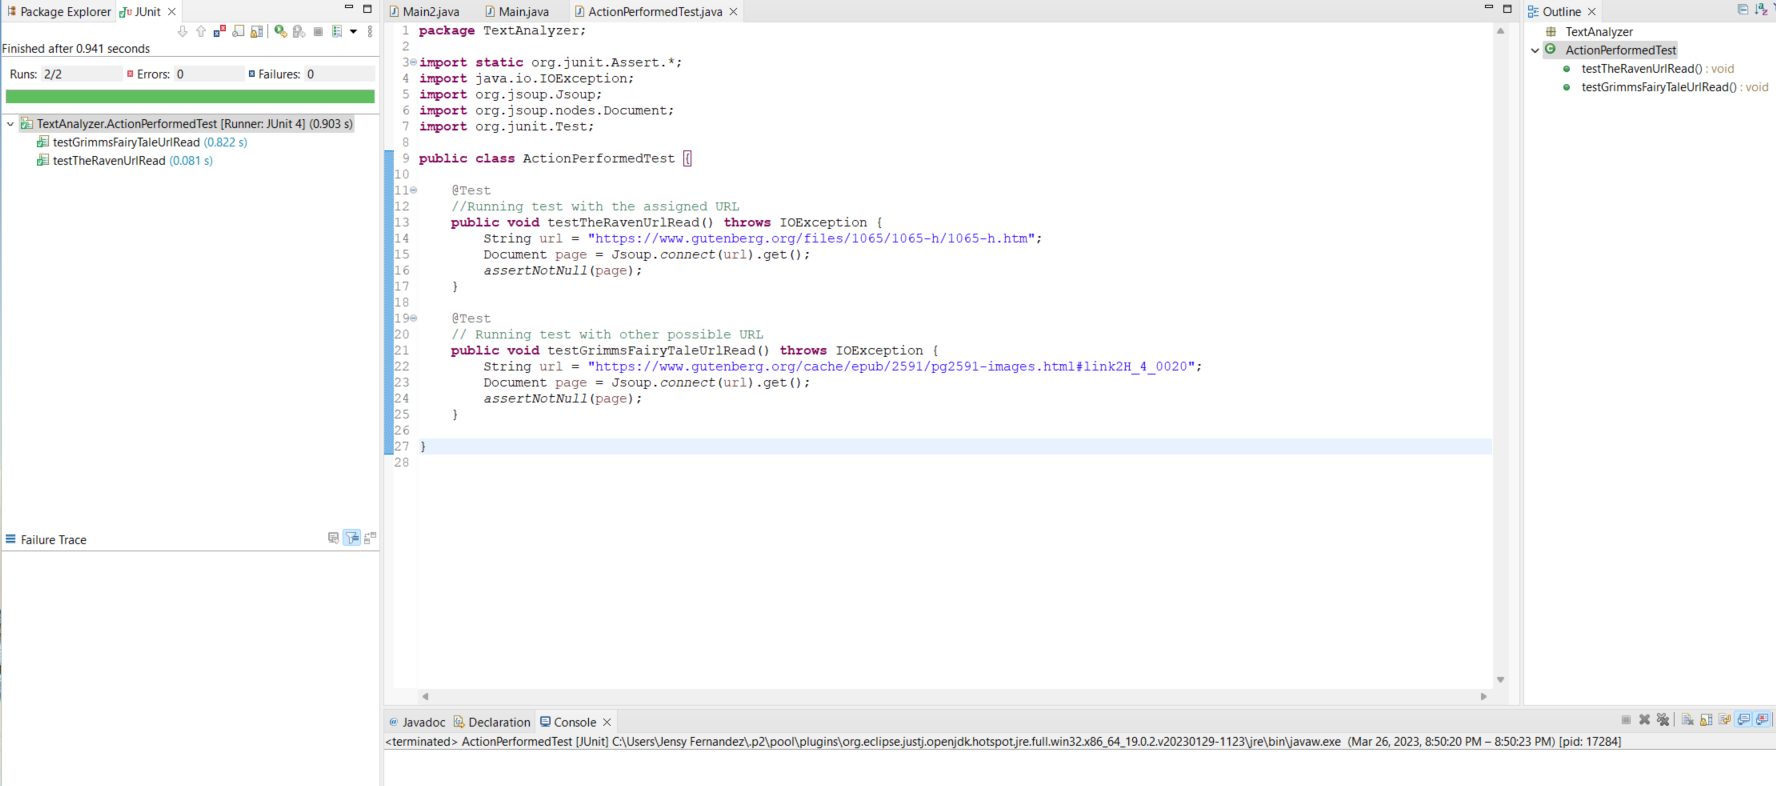 Package Explorer JUnit
Finished after 0.941 seconds
Runs: 2/2 Errors: 0 Failures: 0
TextAnalyzer.ActionPerformedTest [Runner: JUnit 4] (0.903 s)
testGrimmsFairyTaleUrlRead (0.822 s)
testTheRavenUrlRead (0.081 s)
Failure Trace
Main2.java Main.java ActionPerformedTest.java
1 package TextAnalyzer;
2
3 import static org.junit.Assert.*;
4 import java.io.IOException;
5 import org.jsoup.Jsoup;
6 import org.jsoup.nodes.Document;
7 import org.junit.Test;
8
9 public class ActionPerformedTest {
10
11 @Test
12 //Running test with the assigned URL
13 public void testTheRavenUrlRead() throws IOException {
14 String url = "https://www.gutenberg.org/files/1065/1065-h/1065-h.htm";
15 Document page = Jsoup.connect(url).get();
16 assertNotNull(page);
17 }
18
19 @Test
20 // Running test with other possible URL
21 public void testGrimmsFairyTaleUrlRead() throws IOException {
22 String url = "https://www.gutenberg.org/cache/epub/2591/pg2591-images.html#link2H_4_0020";
23 Document page = Jsoup.connect(url).get();
24 assertNotNull(page);
25 }
26
27 }
28
Outline
TextAnalyzer
ActionPerformedTest
testTheRavenUrlRead() : void
testGrimmsFairyTaleUrlRead() : void
Javadoc Declaration Console
<terminated> ActionPerformedTest [JUnit] C:\Users\Jensy Fernandez\.p2\pool\plugins\org.eclipse.justj.openjdk.hotspot.jre.full.win32.x86_64_19.0.2.v20230129-1123\jre\bin\javaw.exe (Mar 26, 2023, 8:50:20 PM – 8:50:23 PM) [pid: 17284]